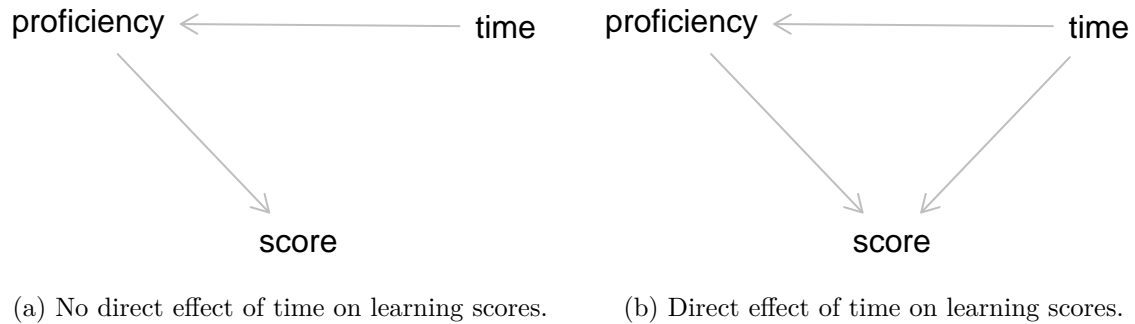 proficiency time
score
(a) No direct effect of time on learning scores.
proficiency time
score
(b) Direct effect of time on learning scores.